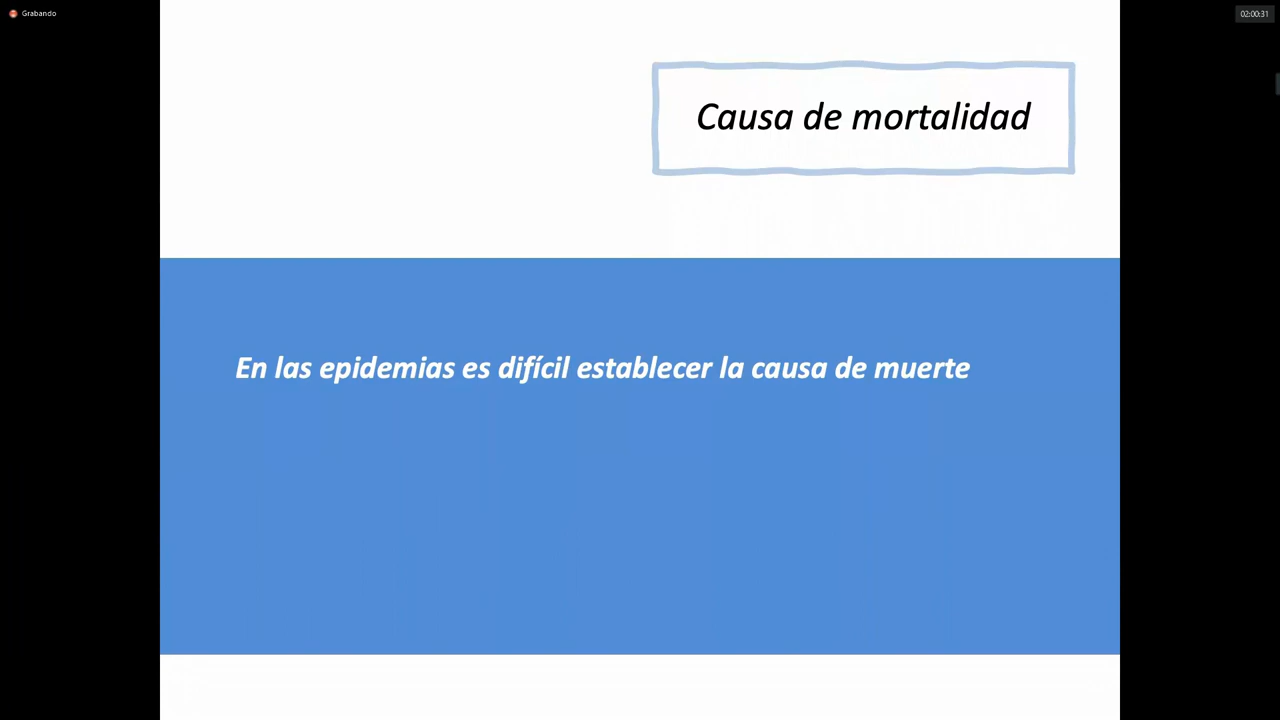 Grabando
02:00:31
Causa de mortalidad
En las epidemias es difícil establecer la causa de muerte